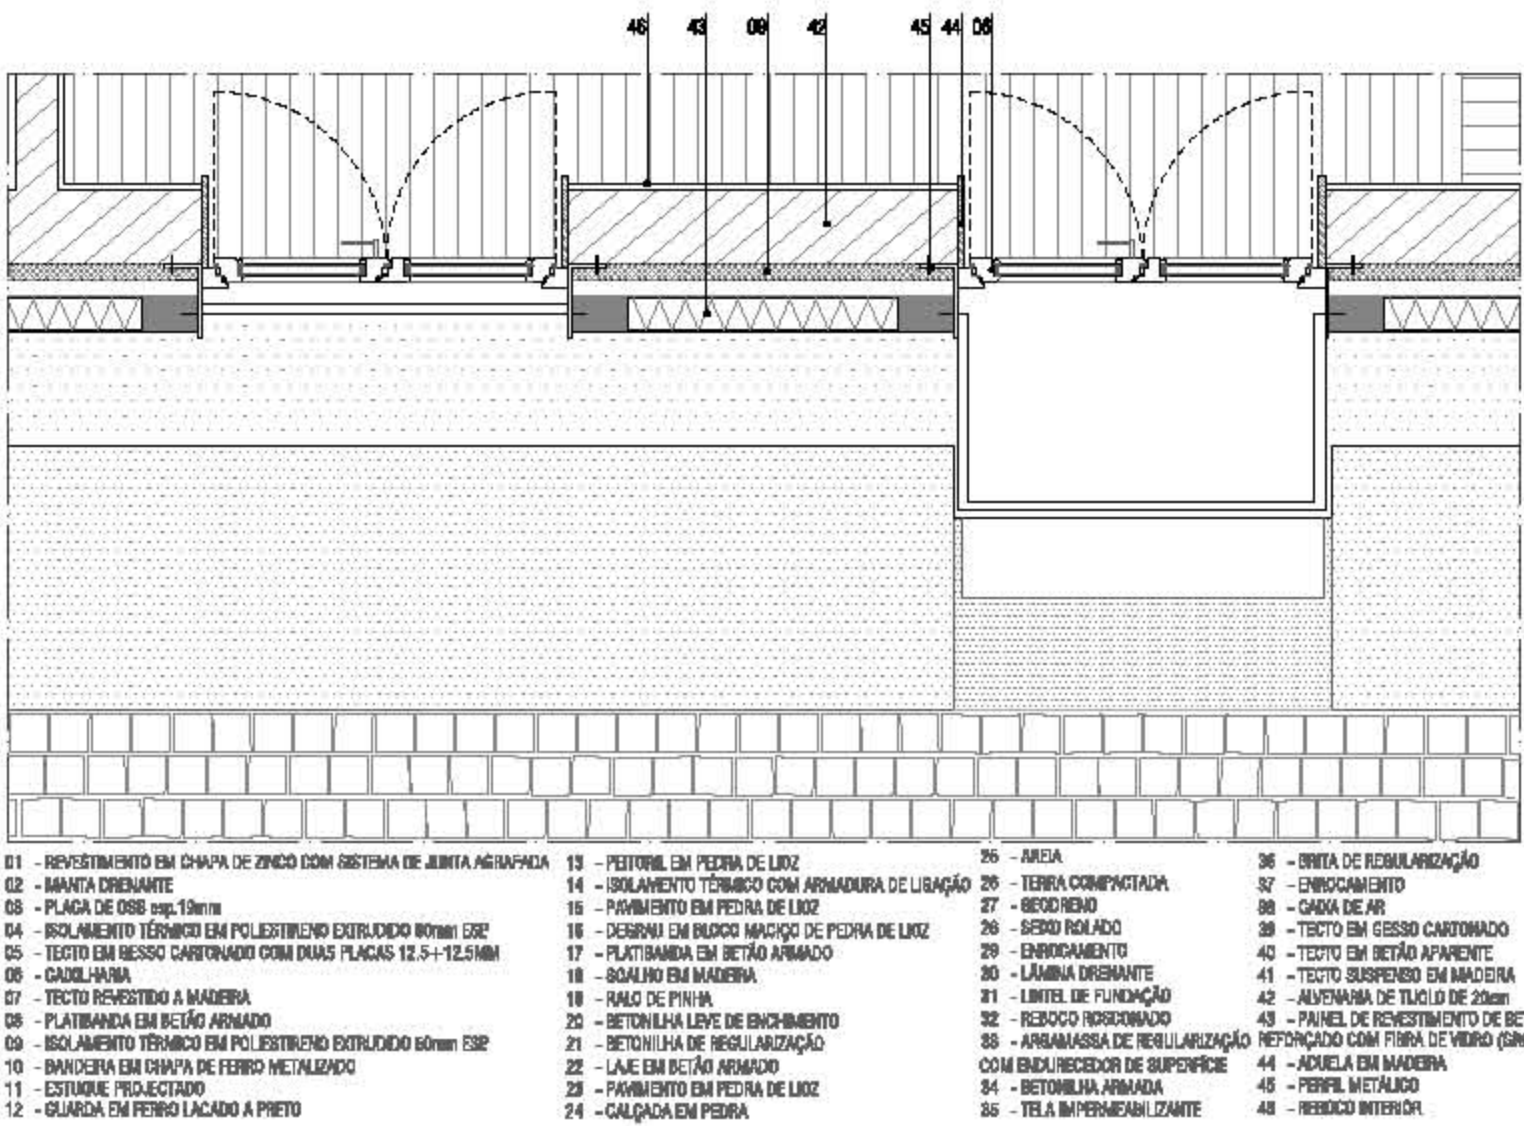 46 43 09 42 45 44 06
01 - REVESTIMENTO EM CHAPA DE ZINCO COM SISTEMA DE JUNTA AGRAFADA
02 - MANTA DRENANTE
03 - PLACA DE OSB esp.19mm
04 - ISOLAMENTO TÉRMICO EM POLIESTIRENO EXTRUDIDO 80mm ESP
05 - TECTO EM GESSO CARTONADO COM DUAS PLACAS 12.5+12.5MM
06 - CAIXILHARIA
07 - TECTO REVESTIDO A MADEIRA
08 - PLATIBANDA EM BETÃO ARMADO
09 - ISOLAMENTO TÉRMICO EM POLIESTIRENO EXTRUDIDO 60mm ESP
10 - BANDEIRA EM CHAPA DE FERRO METALIZADO
11 - ESTUQUE PROJECTADO
12 - GUARDA EM FERRO LACADO A PRETO
13 - PEITORIL EM PEDRA DE LIOZ
14 - ISOLAMENTO TÉRMICO COM ARMADURA DE LIGAÇÃO
15 - PAVIMENTO EM PEDRA DE LIOZ
16 - DEGRAU EM BLOCO MACIÇO DE PEDRA DE LIOZ
17 - PLATIBANDA EM BETÃO ARMADO
18 - SOALHO EM MADEIRA
19 - RALO DE PINHA
20 - BETONILHA LEVE DE ENCHIMENTO
21 - BETONILHA DE REGULARIZAÇÃO
22 - LAJE EM BETÃO ARMADO
23 - PAVIMENTO EM PEDRA DE LIOZ
24 - CALÇADA EM PEDRA
25 - AREIA
26 - TERRA COMPACTADA
27 - GEODRENO
28 - SEIXO ROLADO
29 - ENROCAMENTO
30 - LÂMINA DRENANTE
31 - LINTEL DE FUNDAÇÃO
32 - REBOCO ROSCONADO
33 - ARGAMASSA DE REGULARIZAÇÃO
COM ENDURECEDOR DE SUPERFÍCIE
34 - BETONILHA ARMADA
35 - TELA IMPERMEABILIZANTE
36 - BRITA DE REGULARIZAÇÃO
37 - ENROCAMENTO
38 - CAIXA DE AR
39 - TECTO EM GESSO CARTONADO
40 - TECTO EM BETÃO APARENTE
41 - TECTO SUSPENSO EM MADEIRA
42 - ALVENARIA DE TIJOLO DE 20cm
43 - PAINEL DE REVESTIMENTO DE BE
REFORÇADO COM FIBRA DE VIDRO (GR
44 - ADUELA EM MADEIRA
45 - PERFIL METÁLICO
46 - REBOCO INTERIOR